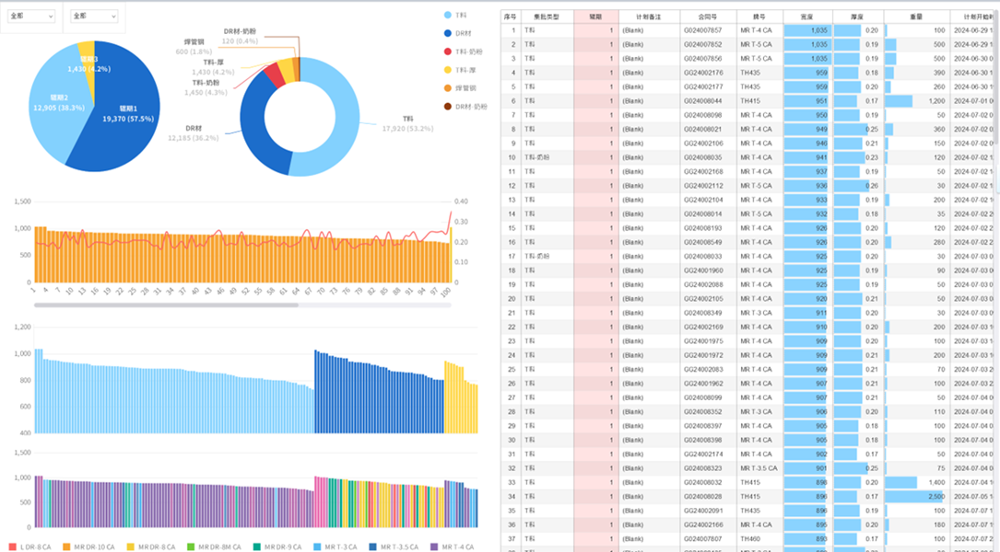 全部 全部
辊期3
1,430 (4.2%)
辊期2
12,905 (38.3%)
辊期1
19,370 (57.5%)
DR材-奶粉
120 (0.4%)
焊管钢
600 (1.8%)
T料-厚
1,430 (4.2%)
T料-奶粉
1,450 (4.3%)
DR材
12,185 (36.2%)
T料
17,920 (53.2%)
T料
DR材
T料-奶粉
T料-厚
焊管钢
DR材-奶粉
1,500 0.40
1,000 0.30
0.20
500 0.10
0 0
1 4 7 10 13 16 19 22 25 28 31 34 37 40 43 46 49 52 55 58 61 64 67 70 73 76 79 82 85 88 91 94 97 100
1,200
1,000
800
600
400
1,500
1,000
500
0
L DR-8 CA MR DR-10 CA MR DR-8 CA MR DR-8M CA MR DR-9 CA MR T-3 CA MR T-3.5 CA MR T-4 CA
序号 集批类型 辊期 计划备注 合同号 牌号 宽度 厚度 重量 计划开始时
1 T料 1 (Blank) G024007857 MR T-4 CA 1,035 0.20 100 2024-06-29 1
2 T料 1 (Blank) G024007852 MR T-5 CA 1,035 0.19 500 2024-06-29 1
3 T料 1 (Blank) G024007856 MR T-5 CA 1,035 0.19 500 2024-06-30 0
4 T料 1 (Blank) GG24002176 TH435 959 0.18 390 2024-06-30 1
5 T料 1 (Blank) GG24002177 TH435 959 0.20 260 2024-06-30 1
6 T料 1 (Blank) G024008044 TH415 951 0.17 1,200 2024-07-01 0
7 T料 1 (Blank) G024008098 MR T-4 CA 950 0.19 50 2024-07-02 0
8 T料 1 (Blank) G024008021 MR T-4 CA 949 0.25 360 2024-07-02 0
9 T料 1 (Blank) GG24002106 MR T-4 CA 946 0.21 150 2024-07-02 0
10 T料-奶粉 1 (Blank) G024008035 MR T-4 CA 941 0.23 120 2024-07-02 1
11 T料 1 (Blank) GG24002168 MR T-4 CA 937 0.19 50 2024-07-02 1
12 T料 1 (Blank) GG24002112 MR T-5 CA 936 0.26 30 2024-07-02 1
13 T料 1 (Blank) GG24002104 MR T-4 CA 933 0.19 200 2024-07-02 1
14 T料 1 (Blank) G024008014 MR T-5 CA 932 0.18 35 2024-07-02 2
15 T料 1 (Blank) G024008193 MR T-4 CA 926 0.20 120 2024-07-02 2
16 T料 1 (Blank) G024008549 MR T-4 CA 926 0.20 280 2024-07-02 2
17 T料-奶粉 1 (Blank) G024008033 MR T-4 CA 925 0.20 30 2024-07-03 0
18 T料 1 (Blank) GG24001960 MR T-4 CA 925 0.19 90 2024-07-03 0
19 T料 1 (Blank) GG24002088 MR T-4 CA 925 0.19 50 2024-07-03 0
20 T料 1 (Blank) GG24002105 MR T-4 CA 920 0.21 50 2024-07-03 0
21 T料 1 (Blank) G024008349 MR T-3 CA 911 0.20 30 2024-07-03 0
22 T料 1 (Blank) GG24002169 MR T-4 CA 910 0.20 200 2024-07-03 1
23 T料 1 (Blank) GG24001975 MR T-4 CA 909 0.20 100 2024-07-03 1
24 T料 1 (Blank) GG24001972 MR T-4 CA 909 0.21 200 2024-07-03 1
25 T料 1 (Blank) GG24002083 MR T-4 CA 909 0.21 70 2024-07-03 2
26 T料 1 (Blank) GG24001962 MR T-4 CA 907 0.21 100 2024-07-03 2
27 T料 1 (Blank) G024008099 MR T-4 CA 907 0.21 50 2024-07-04 0
28 T料 1 (Blank) G024008352 MR T-3 CA 906 0.20 110 2024-07-04 0
29 T料 1 (Blank) G024008397 MR T-4 CA 905 0.18 100 2024-07-04 0
30 T料 1 (Blank) G024008398 MR T-4 CA 905 0.18 100 2024-07-04 0
31 T料 1 (Blank) GG24002174 MR T-4 CA 902 0.17 50 2024-07-04 0
32 T料 1 (Blank) G024008323 MR T-3.5 CA 901 0.25 75 2024-07-04 0
33 T料 1 (Blank) G024008032 TH415 898 0.20 1,400 2024-07-04 1
34 T料 1 (Blank) G024008028 TH415 896 0.17 2,500 2024-07-05 1
35 T料 1 (Blank) GG24002091 TH435 896 0.19 100 2024-07-07 1
36 T料 1 (Blank) GG24002166 MR T-4 CA 895 0.20 180 2024-07-07 1
37 T料 1 (Blank) G024007807 TH460 893 0.17 100 2024-07-07 2